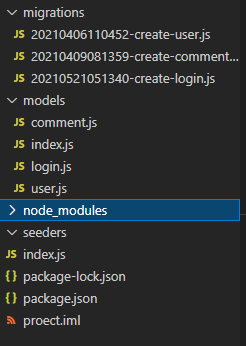 migrations
JS 20210406110452-create-user.js
JS 20210409081359-create-comment...
JS 20210521051340-create-login.js
models
JS comment.js
JS index.js
JS login.js
JS user.js
node_modules
seeders
JS index.js
{} package-lock.json
{} package.json
proect.iml